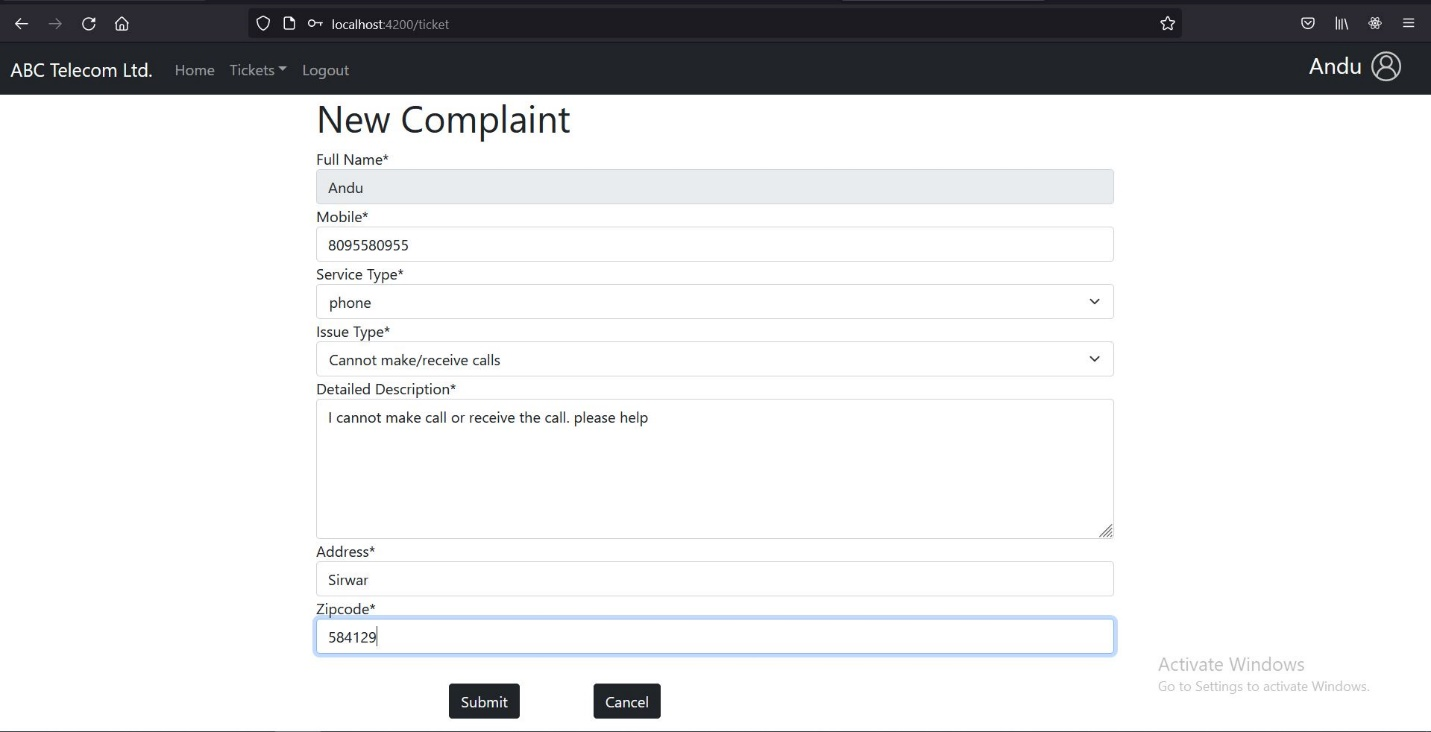 localhost:4200/ticket
ABC Telecom Ltd. Home Tickets Logout Andu
New Complaint
Full Name*
Andu
Mobile*
8095580955
Service Type*
phone
Issue Type*
Cannot make/receive calls
Detailed Description*
I cannot make call or receive the call. please help
Address*
Sirwar
Zipcode*
584129
Activate Windows
Go to Settings to activate Windows.
Submit Cancel